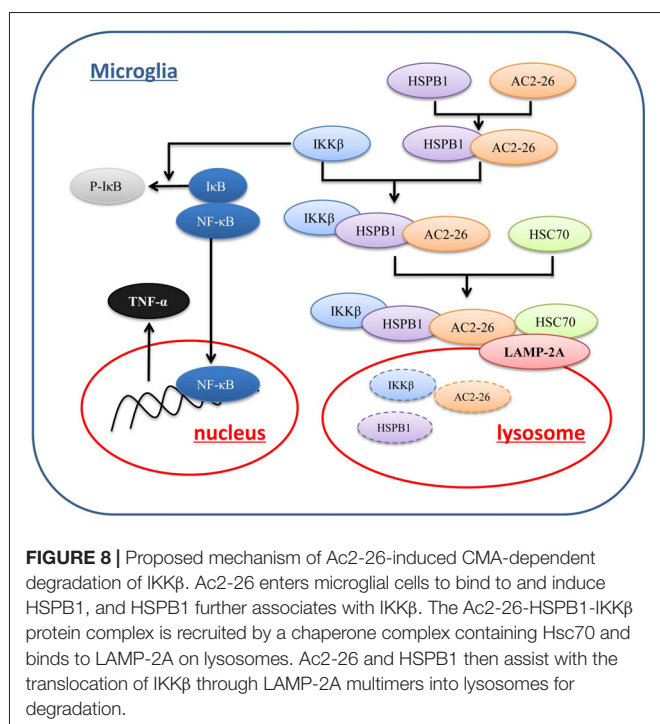 Microglia
HSPB1 AC2-26
IKKβ HSPB1 AC2-26
P-IκB IκB
NF-κB
IKKβ HSPB1 AC2-26 HSC70
TNF-α
IKKβ HSPB1 AC2-26 HSC70
LAMP-2A
NF-κB
IKKβ
AC2-26
HSPB1
nucleus
lysosome
FIGURE 8 | Proposed mechanism of Ac2-26-induced CMA-dependent
degradation of IKKβ. Ac2-26 enters microglial cells to bind to and induce
HSPB1, and HSPB1 further associates with IKKβ. The Ac2-26-HSPB1-IKKβ
protein complex is recruited by a chaperone complex containing Hsc70 and
binds to LAMP-2A on lysosomes. Ac2-26 and HSPB1 then assist with the
translocation of IKKβ through LAMP-2A multimers into lysosomes for
degradation.